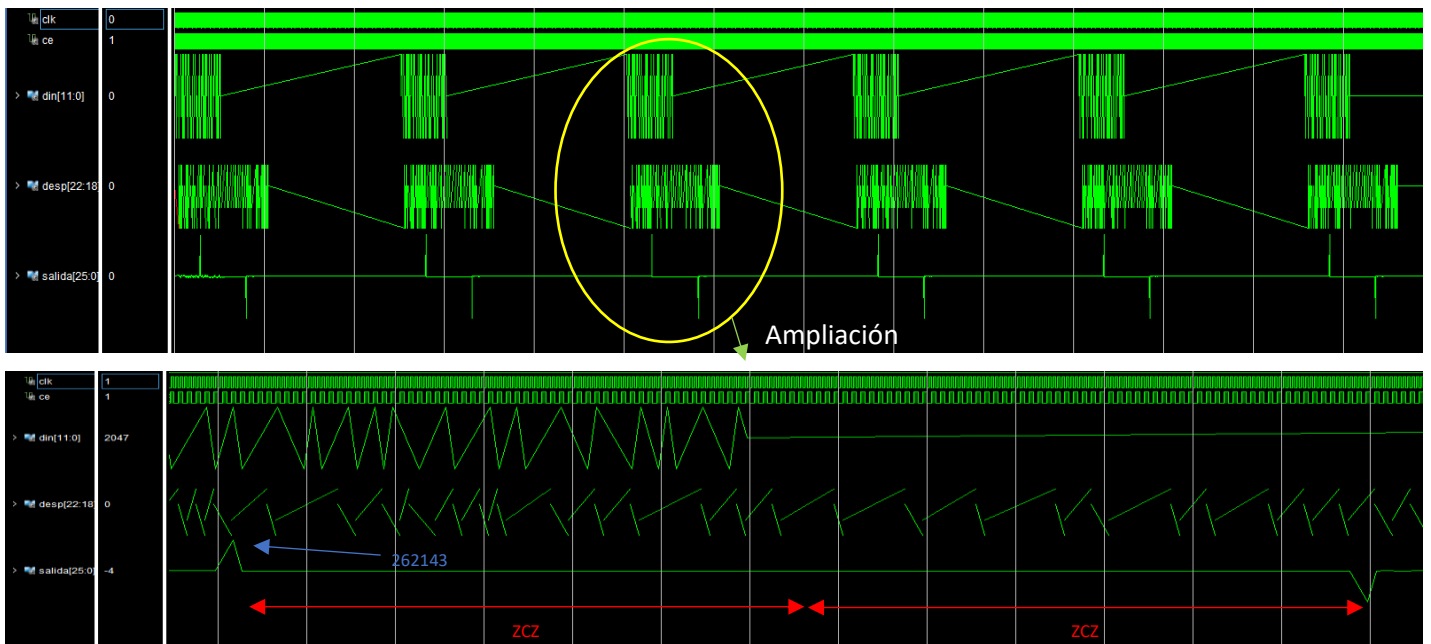 clk 0
ce 1
din[11:0] 0
desp[22:18] 0
salida[25:0] 0
Ampliación
clk 1
ce 1
din[11:0] 2047
desp[22:18] 0
262143
salida[25:0] -4
ZCZ ZCZ